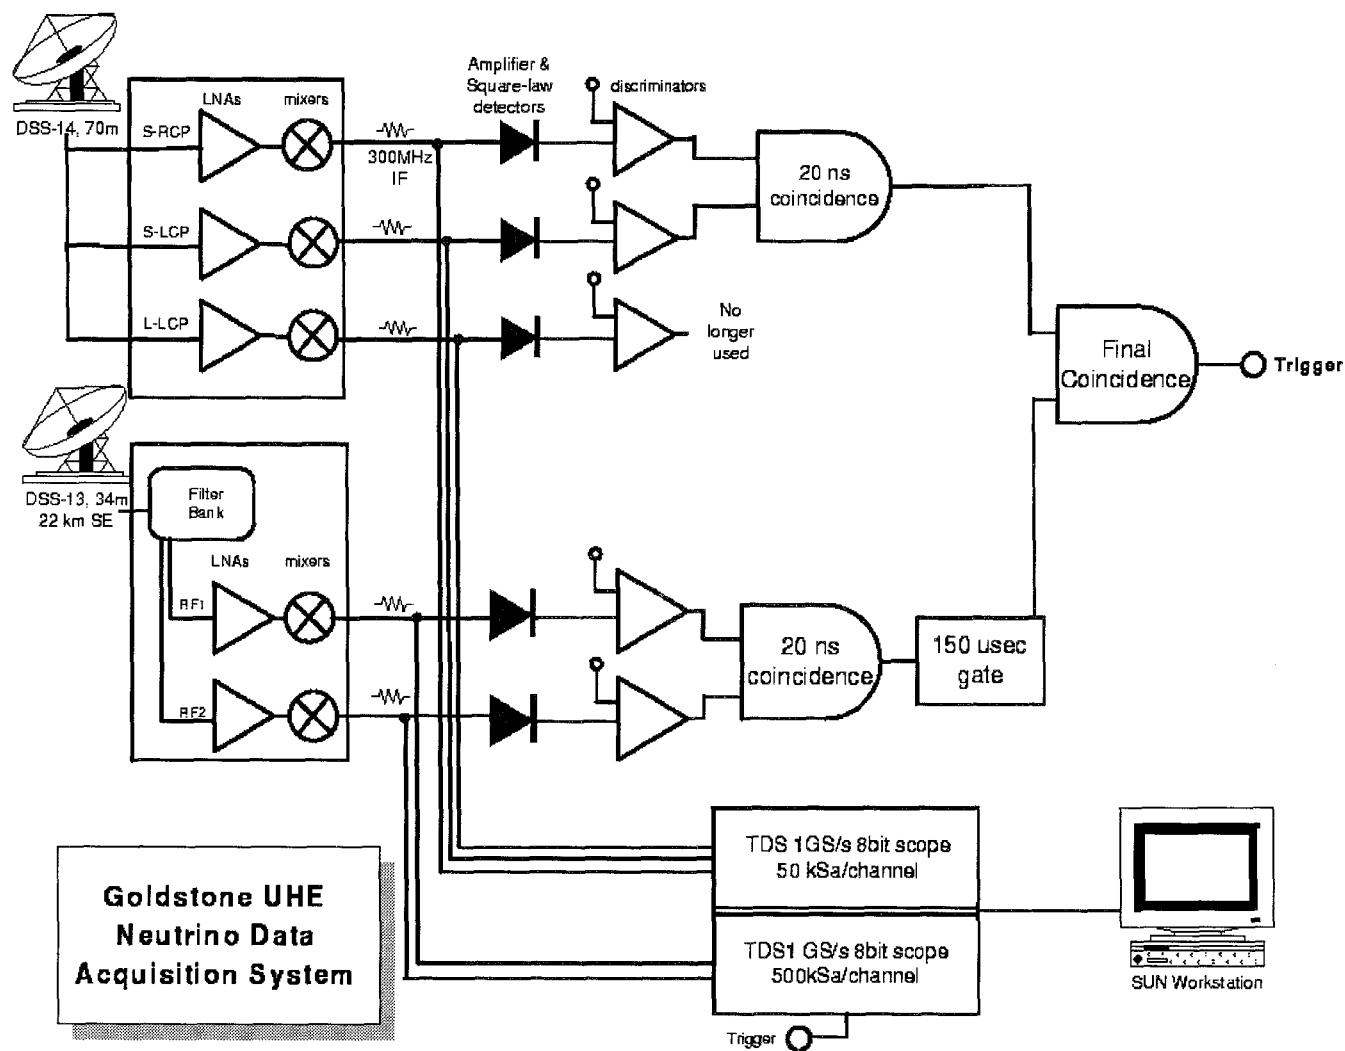 Amplifier &
Square-law
detectors
discriminators
LNAs
mixers
DSS-14, 70m
S-RCP
300MHz
IF
20 ns
coincidence
S-LCP
L-LCP
No
longer
used
Final
Coincidence
Trigger
DSS-13, 34m
22 km SE
Filter
Bank
LNAs
mixers
RF1
20 ns
coincidence
150 usec
gate
RF2
TDS 1GS/s 8bit scope
50 kSa/channel
Goldstone UHE
Neutrino Data
Acquisition System
TDS1 GS/s 8bit scope
500kSa/channel
SUN Workstation
Trigger